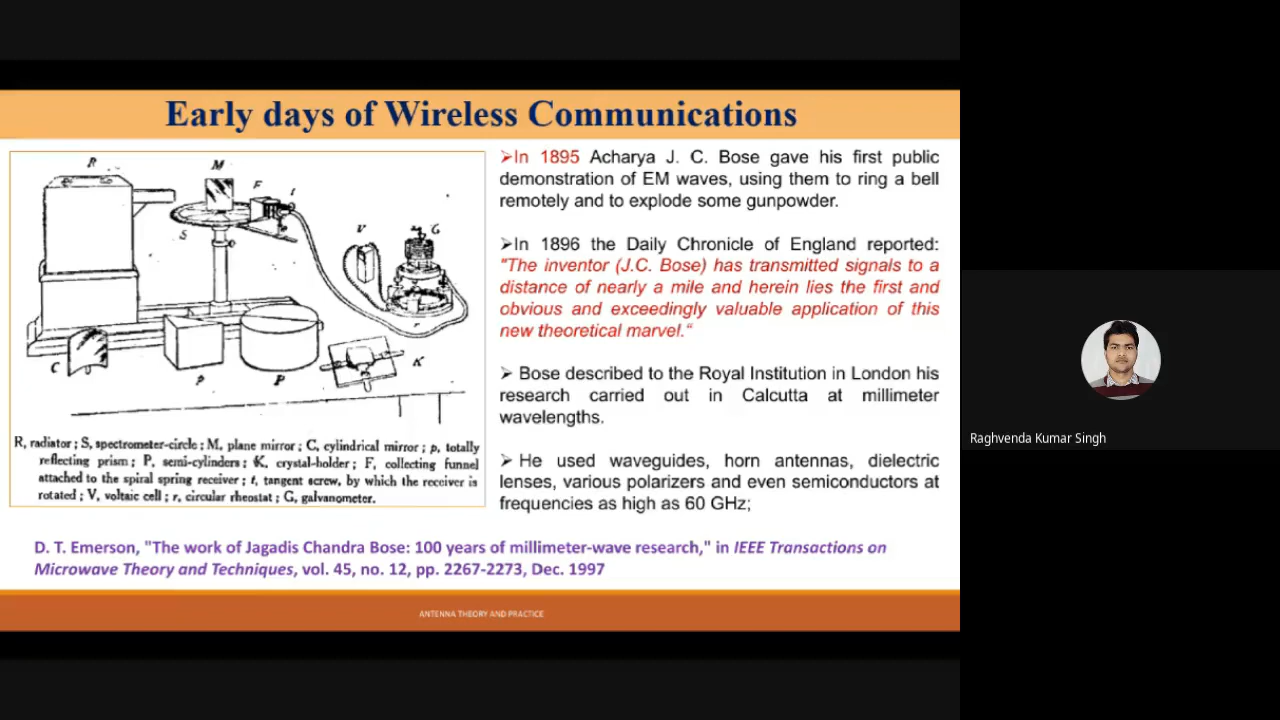 Early days of Wireless Communications
R
M
F
t
S
V
G
r
C
p
P
K
R, radiator ; S, spectrometer-circle ; M, plane mirror ; C, cylindrical mirror ; p, totally
reflecting prism ; P, semi-cylinders ; K, crystal-holder ; F, collecting funnel
attached to the spiral spring receiver ; t, tangent screw, by which the receiver is
rotated ; V, voltaic cell ; r, circular rheostat ; G, galvanometer.
➢In 1895 Acharya J. C. Bose gave his first public
demonstration of EM waves, using them to ring a bell
remotely and to explode some gunpowder.
➢In 1896 the Daily Chronicle of England reported:
"The inventor (J.C. Bose) has transmitted signals to a
distance of nearly a mile and herein lies the first and
obvious and exceedingly valuable application of this
new theoretical marvel.“
➢ Bose described to the Royal Institution in London his
research carried out in Calcutta at millimeter
wavelengths.
➢ He used waveguides, horn antennas, dielectric
lenses, various polarizers and even semiconductors at
frequencies as high as 60 GHz;
D. T. Emerson, "The work of Jagadis Chandra Bose: 100 years of millimeter-wave research," in IEEE Transactions on
Microwave Theory and Techniques, vol. 45, no. 12, pp. 2267-2273, Dec. 1997
ANTENNA THEORY AND PRACTICE
Raghvenda Kumar Singh